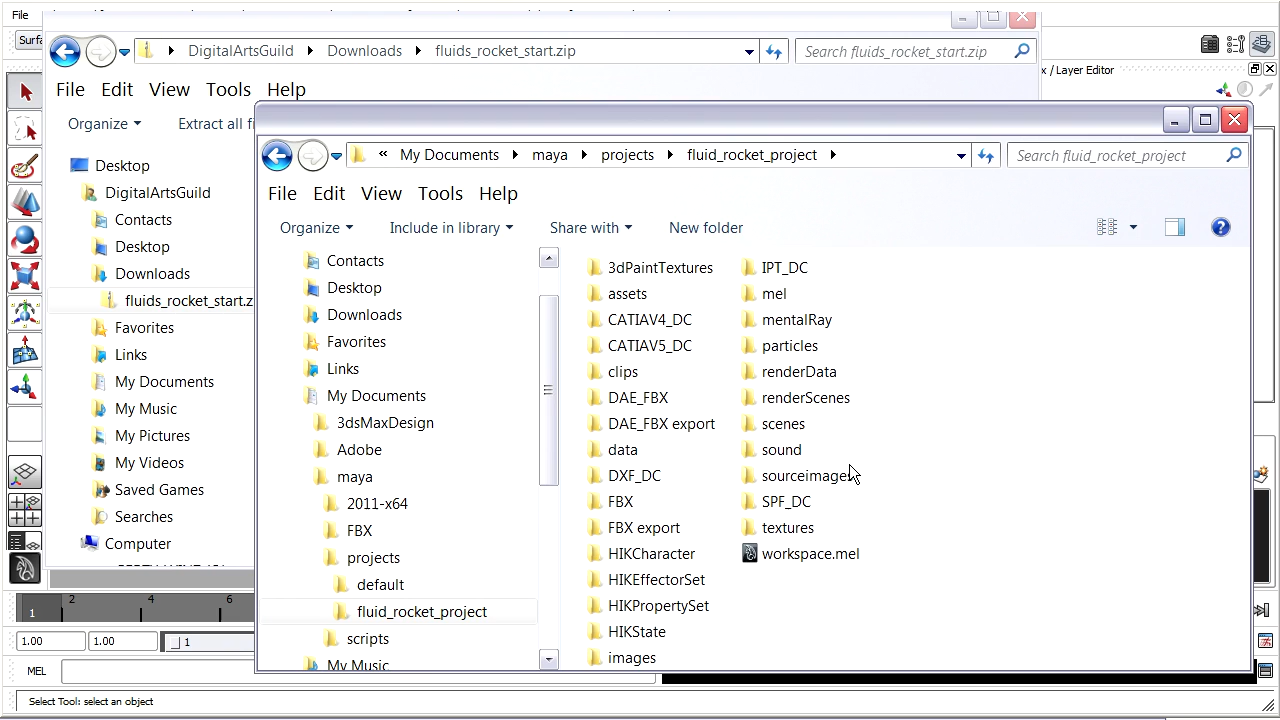 File
Surfa
DigitalArtsGuild Downloads fluids_rocket_start.zip Search fluids_rocket_start.zip
x / Layer Editor
File Edit View Tools Help
Organize Extract all fi
Desktop
DigitalArtsGuild
Contacts
Desktop
Downloads
fluids_rocket_start.z
Favorites
Links
My Documents
My Music
My Pictures
My Videos
Saved Games
Searches
Computer
« My Documents maya projects fluid_rocket_project Search fluid_rocket_project
File Edit View Tools Help
Organize Include in library Share with New folder
Contacts
Desktop
Downloads
Favorites
Links
My Documents
3dsMaxDesign
Adobe
maya
2011-x64
FBX
projects
default
fluid_rocket_project
scripts
My Music
3dPaintTextures
assets
CATIAV4_DC
CATIAV5_DC
clips
DAE_FBX
DAE_FBX export
data
DXF_DC
FBX
FBX export
HIKCharacter
HIKEffectorSet
HIKPropertySet
HIKState
images
IPT_DC
mel
mentalRay
particles
renderData
renderScenes
scenes
sound
sourceimages
SPF_DC
textures
workspace.mel
1 2 4 6
1.00 1.00 1
MEL
Select Tool: select an object